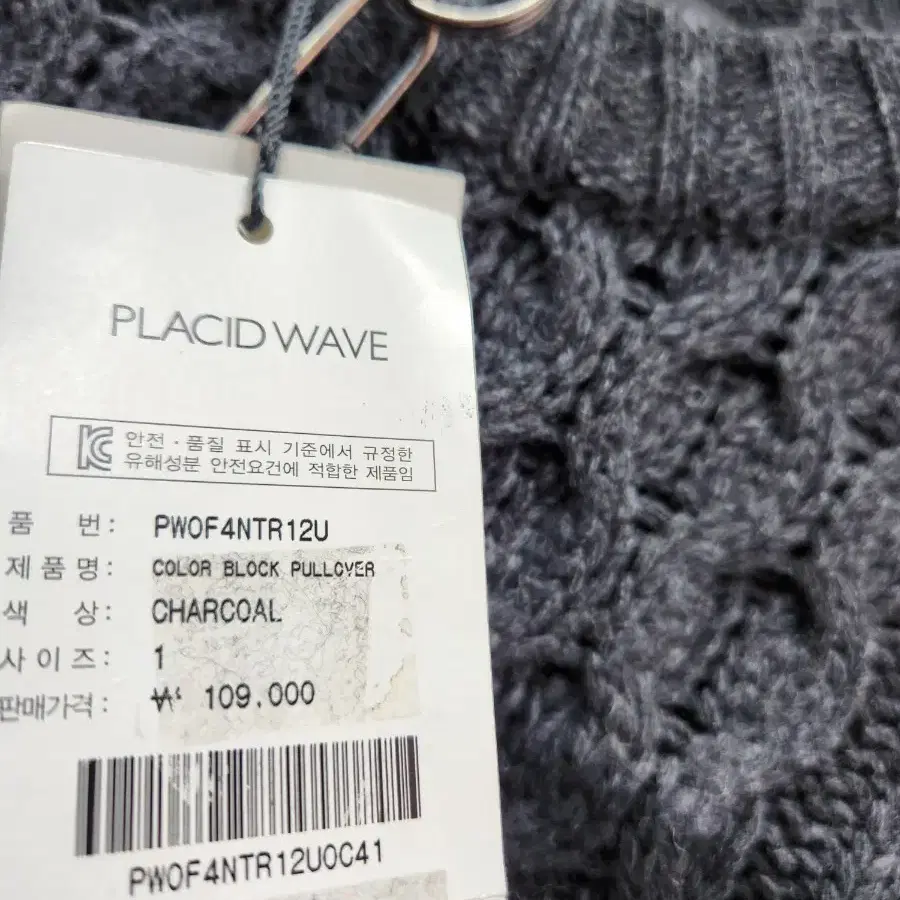 PLACID WAVE
안전 · 품질 표시 기준에서 규정한
유해성분 안전요건에 적합한 제품임
품 번 : PWOF4NTR12U
제 품 명 : COLOR BLOCK PULLOVER
색 상 : CHARCOAL
사 이 즈 : 1
판매가격 : ₩ 109.000
PWOF4NTR12UOC41